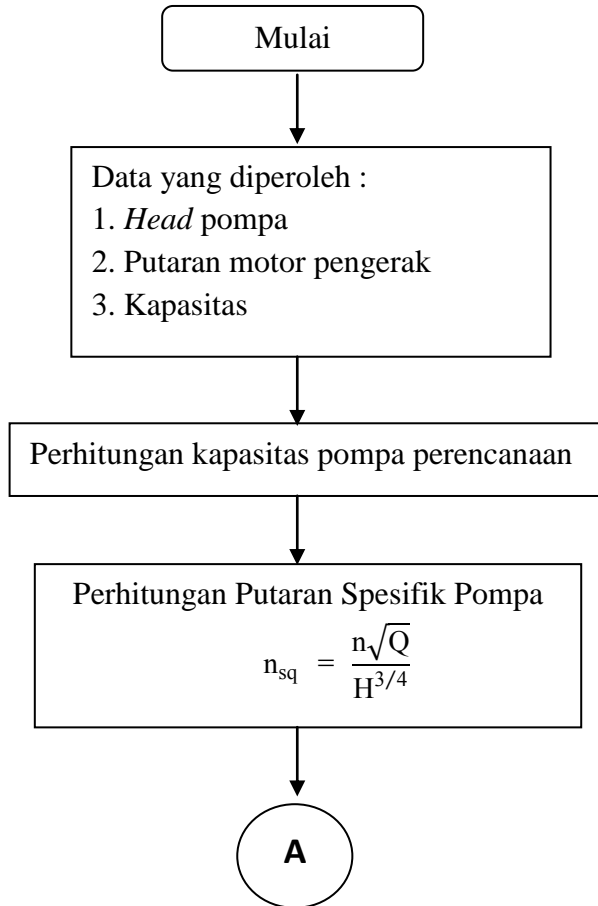 Mulai
Data yang diperoleh :
1. Head pompa
2. Putaran motor pengerak
3. Kapasitas
Perhitungan kapasitas pompa perencanaan
Perhitungan Putaran Spesifik Pompa
n_sq = n√Q / H^3/4
A